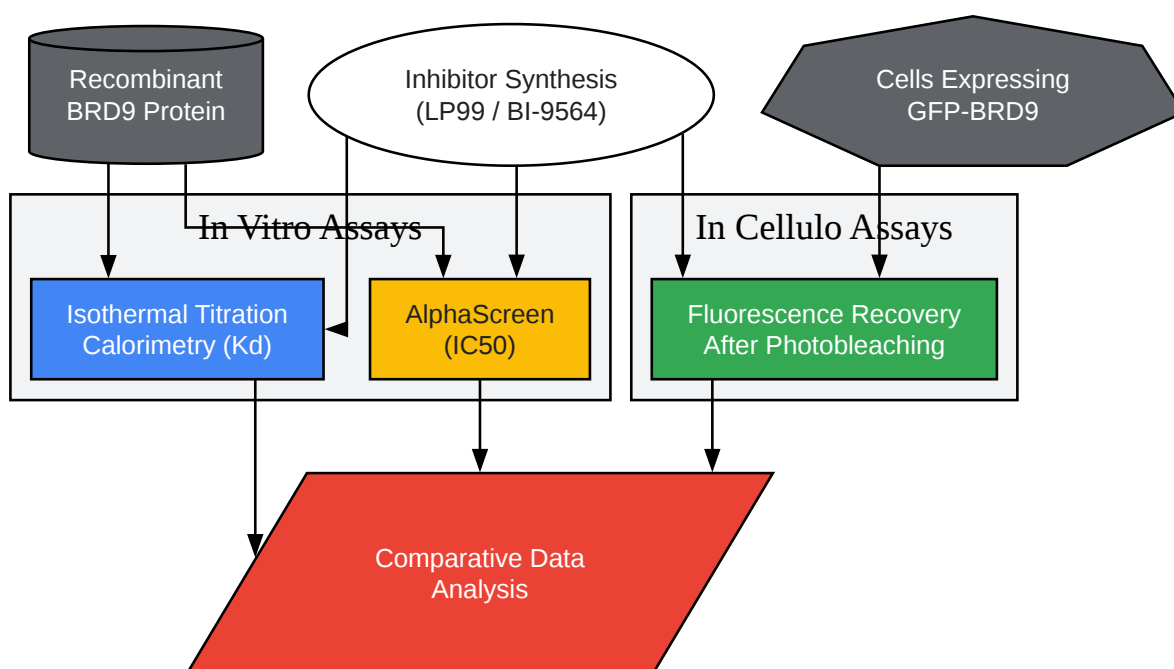 Recombinant
BRD9 Protein
Inhibitor Synthesis
(LP99 / BI-9564)
Cells Expressing
GFP-BRD9
In Vitro Assays
In Cellulo Assays
Isothermal Titration
Calorimetry (Kd)
AlphaScreen
(IC50)
Fluorescence Recovery
After Photobleaching
Comparative Data
Analysis